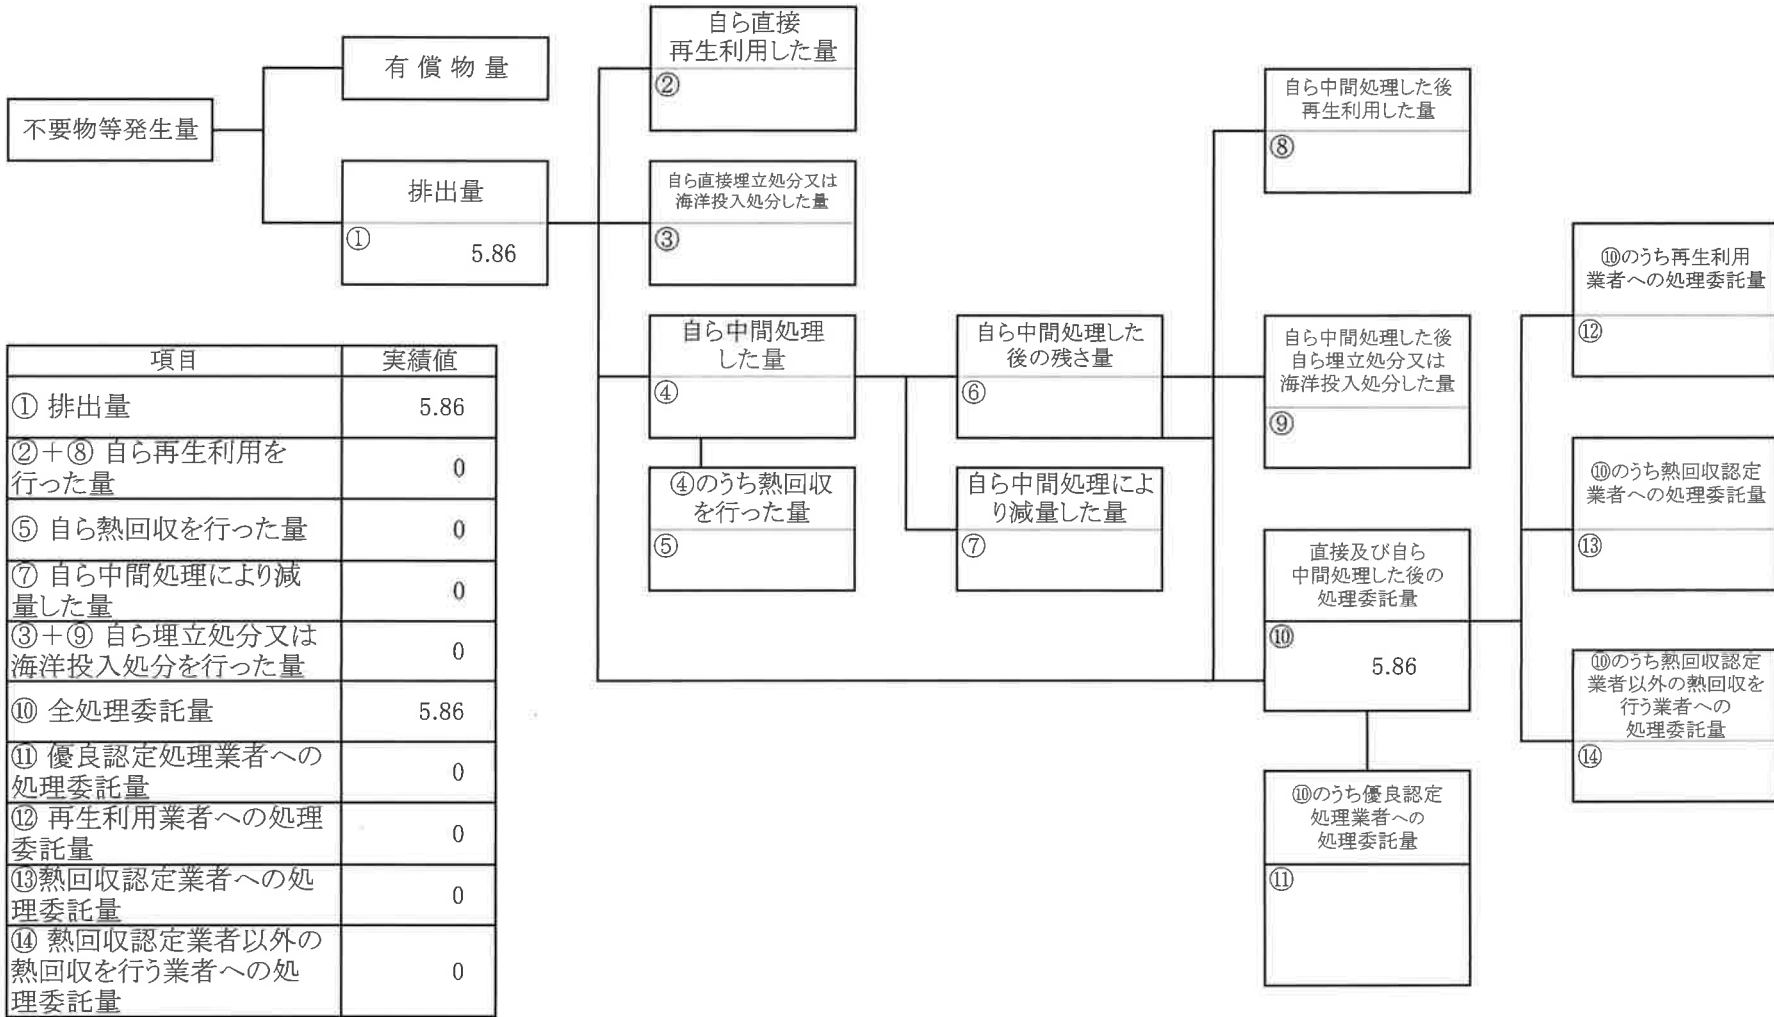 不要物等発生量
有償物量
排出量
①
5.86
自ら直接
再生利用した量
②
自ら直接埋立処分又は
海洋投入処分した量
③
自ら中間処理
した量
④
④のうち熱回収
を行った量
⑤
自ら中間処理した
後の残さ量
⑥
自ら中間処理によ
り減量した量
⑦
自ら中間処理した後
再生利用した量
⑧
自ら中間処理した後
自ら埋立処分又は
海洋投入処分した量
⑨
直接及び自ら
中間処理した後の
処理委託量
⑩
5.86
⑩のうち優良認定
処理業者への
処理委託量
⑪
⑩のうち再生利用
業者への処理委託量
⑫
⑩のうち熱回収認定
業者への処理委託量
⑬
⑩のうち熱回収認定
業者以外の熱回収を
行う業者への
処理委託量
⑭
項目 実績値
① 排出量 5.86
②+⑧ 自ら再生利用を
行った量 0
⑤ 自ら熱回収を行った量 0
⑦ 自ら中間処理により減
量した量 0
③+⑨ 自ら埋立処分又は
海洋投入処分を行った量 0
⑩ 全処理委託量 5.86
⑪ 優良認定処理業者への
処理委託量 0
⑫ 再生利用業者への処理
委託量 0
⑬熱回収認定業者への処
理委託量 0
⑭ 熱回収認定業者以外の
熱回収を行う業者への処
理委託量 0